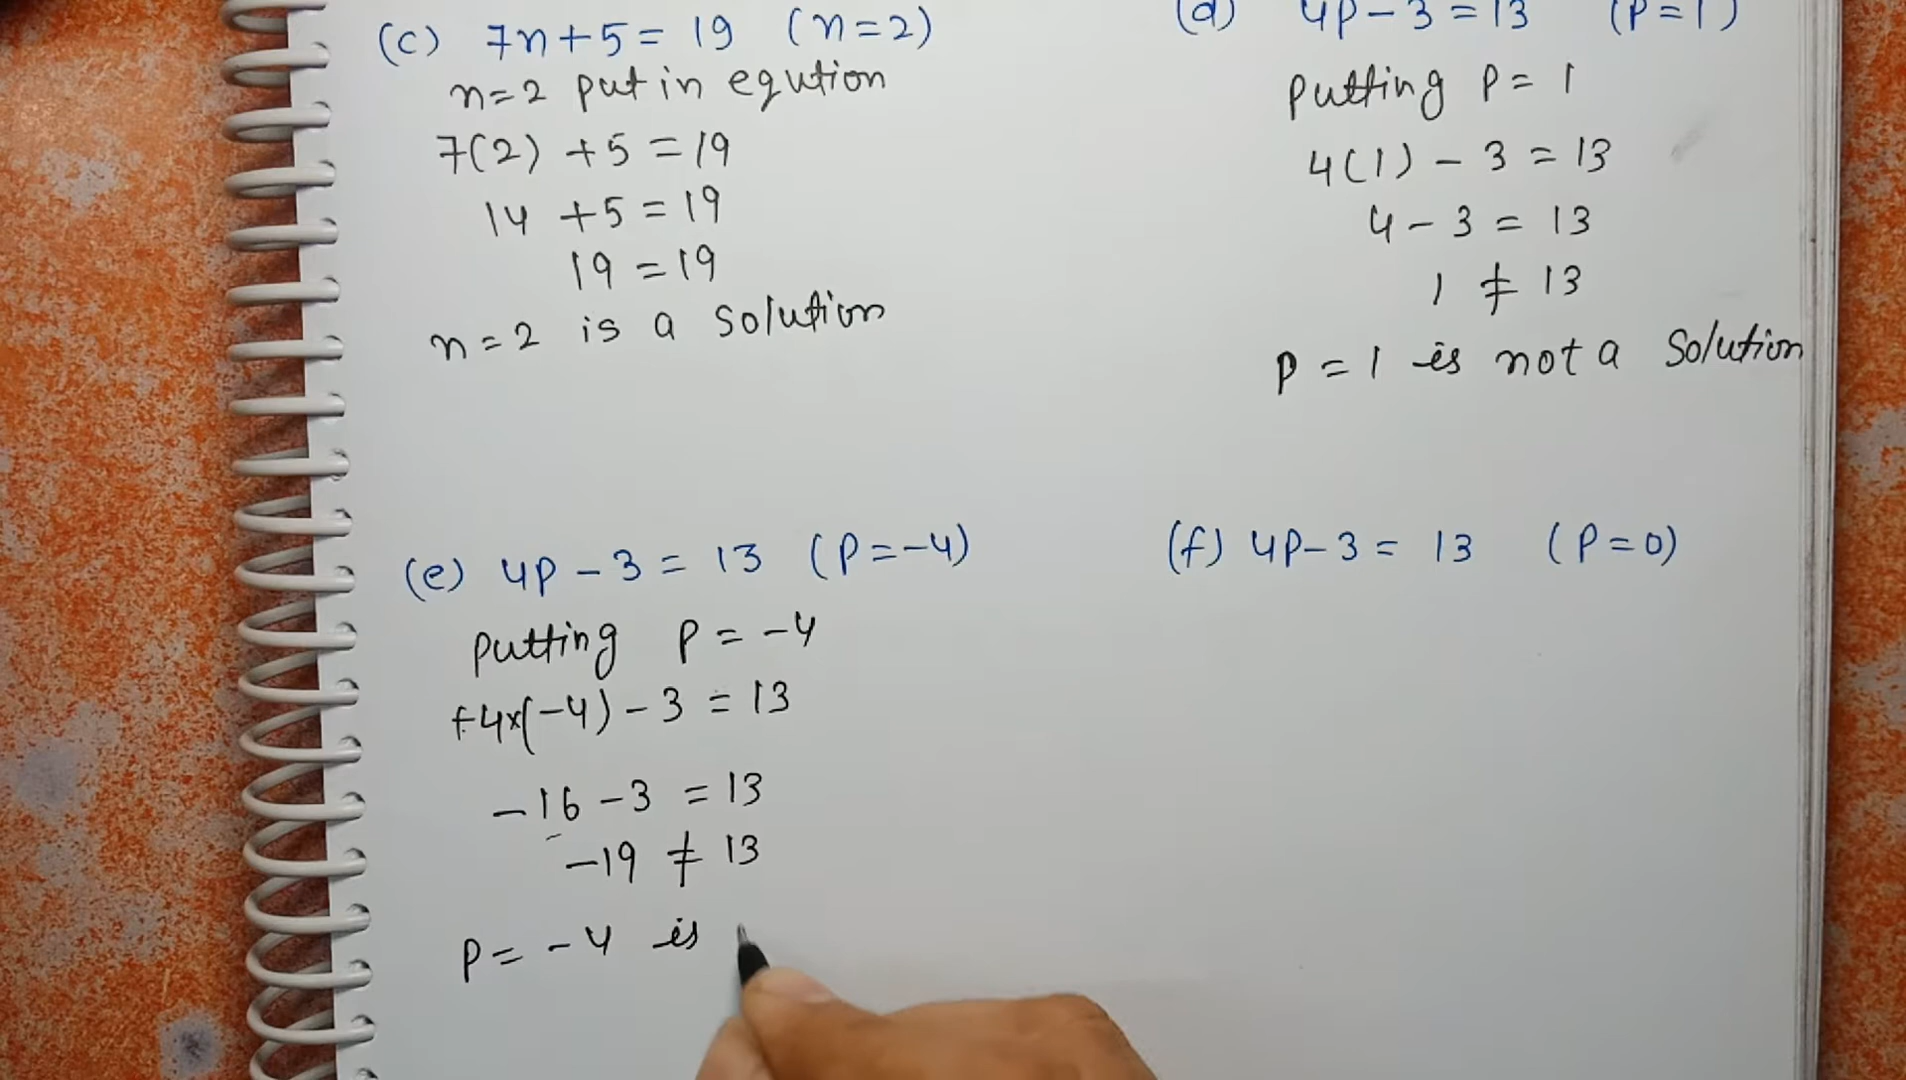 (c) 7n+5 = 19 (n=2)
n=2 put in eqution
7(2) +5 = 19
14 +5 = 19
19 = 19
n=2 is a solution
(d) 4p-3 = 13 (p=1)
putting p = 1
4(1) - 3 = 13
4 - 3 = 13
1 ≠ 13
p = 1 is not a solution
(e) 4p - 3 = 13 (p=-4)
putting p = -4
+4×(-4) - 3 = 13
-16 -3 = 13
-19 ≠ 13
p = -4 is
(f) 4p-3 = 13 (p=0)